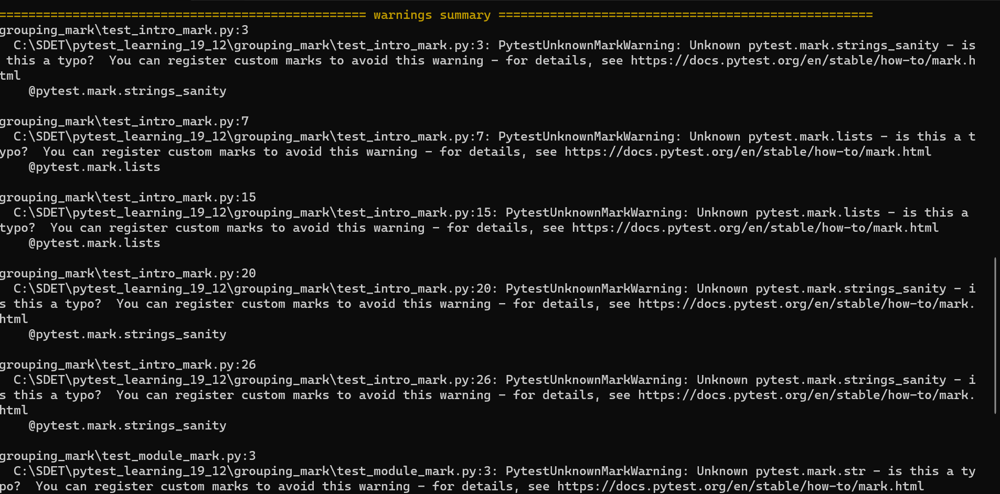 ================================================== warnings summary ===================================================
grouping_mark\test_intro_mark.py:3
  C:\SDET\pytest_learning_19_12\grouping_mark\test_intro_mark.py:3: PytestUnknownMarkWarning: Unknown pytest.mark.strings_sanity - is
 this a typo?  You can register custom marks to avoid this warning - for details, see https://docs.pytest.org/en/stable/how-to/mark.h
tml
    @pytest.mark.strings_sanity

grouping_mark\test_intro_mark.py:7
  C:\SDET\pytest_learning_19_12\grouping_mark\test_intro_mark.py:7: PytestUnknownMarkWarning: Unknown pytest.mark.lists - is this a t
ypo?  You can register custom marks to avoid this warning - for details, see https://docs.pytest.org/en/stable/how-to/mark.html
    @pytest.mark.lists

grouping_mark\test_intro_mark.py:15
  C:\SDET\pytest_learning_19_12\grouping_mark\test_intro_mark.py:15: PytestUnknownMarkWarning: Unknown pytest.mark.lists - is this a
typo?  You can register custom marks to avoid this warning - for details, see https://docs.pytest.org/en/stable/how-to/mark.html
    @pytest.mark.lists

grouping_mark\test_intro_mark.py:20
  C:\SDET\pytest_learning_19_12\grouping_mark\test_intro_mark.py:20: PytestUnknownMarkWarning: Unknown pytest.mark.strings_sanity - i
s this a typo?  You can register custom marks to avoid this warning - for details, see https://docs.pytest.org/en/stable/how-to/mark.
html
    @pytest.mark.strings_sanity

grouping_mark\test_intro_mark.py:26
  C:\SDET\pytest_learning_19_12\grouping_mark\test_intro_mark.py:26: PytestUnknownMarkWarning: Unknown pytest.mark.strings_sanity - i
s this a typo?  You can register custom marks to avoid this warning - for details, see https://docs.pytest.org/en/stable/how-to/mark.
html
    @pytest.mark.strings_sanity

grouping_mark\test_module_mark.py:3
  C:\SDET\pytest_learning_19_12\grouping_mark\test_module_mark.py:3: PytestUnknownMarkWarning: Unknown pytest.mark.str - is this a ty
po?  You can register custom marks to avoid this warning - for details, see https://docs.pytest.org/en/stable/how-to/mark.html